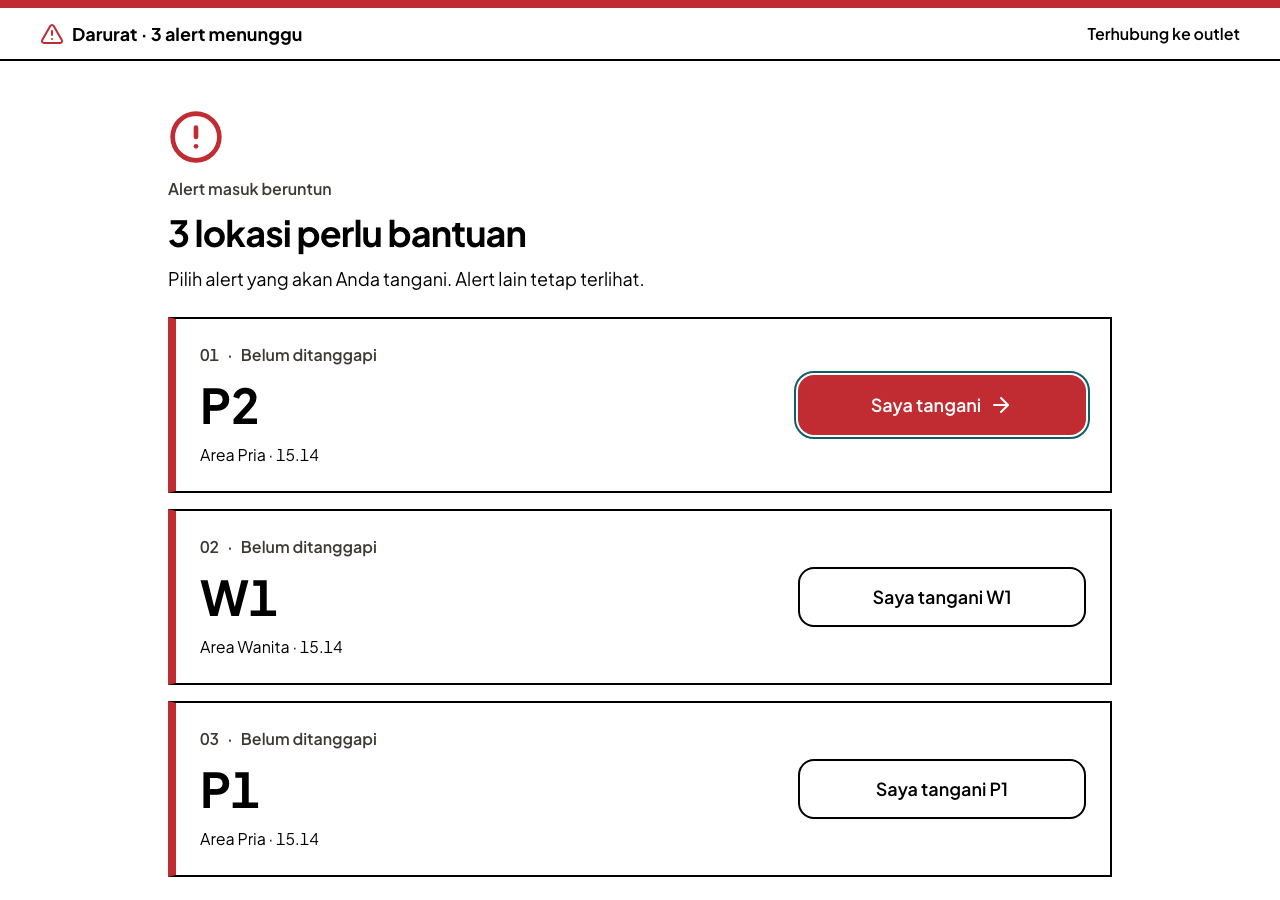 Darurat · 3 alert menunggu
Terhubung ke outlet
Alert masuk beruntun
3 lokasi perlu bantuan
Pilih alert yang akan Anda tangani. Alert lain tetap terlihat.
01 · Belum ditanggapi
P2
Area Pria · 15.14
Saya tangani →
02 · Belum ditanggapi
W1
Area Wanita · 15.14
Saya tangani W1
03 · Belum ditanggapi
P1
Area Pria · 15.14
Saya tangani P1